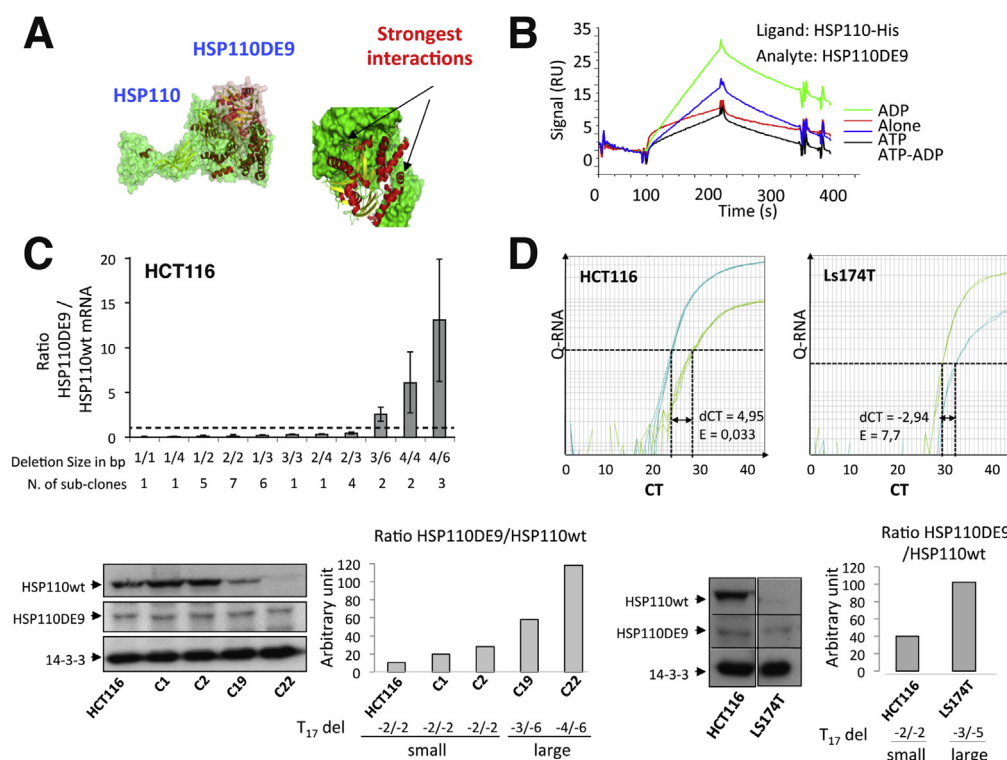 A
HSP110DE9
HSP110
Strongest
interactions
B
Ligand: HSP110-His
Analyte: HSP110DE9
Signal (RU)
35
25
15
5
0
0
200
400
600
800
Time (s)
ADP
Alone
ATP
ATP-ADP
C
HCT116
Ratio
HSP110DE9 /
HSP110wt mRNA
20
15
10
5
0
Deletion Size in bp 1/1 1/4 1/2 2/2 1/3 3/3 2/4 2/3 3/6 4/4 4/6
N. of sub-clones 1 1 5 7 6 1 1 4 2 2 3
D
HCT116
Q-RNA
dCT = 4,95
E = 0,033
0 10 20 30 40
CT
Ls174T
Q-RNA
dCT = -2,94
E = 7,7
0 10 20 30 40
CT
HSP110wt
HSP110DE9
14-3-3
HCT116 C1 C2 C19 C22
Ratio HSP110DE9/HSP110wt
Arbitrary unit
120
100
80
60
40
20
0
HCT116 C1 C2 C19 C22
T17 del -2/-2 -2/-2 -2/-2 -3/-6 -4/-6
small large
HSP110wt
HSP110DE9
14-3-3
HCT116 LS174T
Ratio HSP110DE9
/HSP110wt
Arbitrary unit
120
100
80
60
40
20
0
HCT116 LS174T
T17 del -2/-2 -3/-5
small large